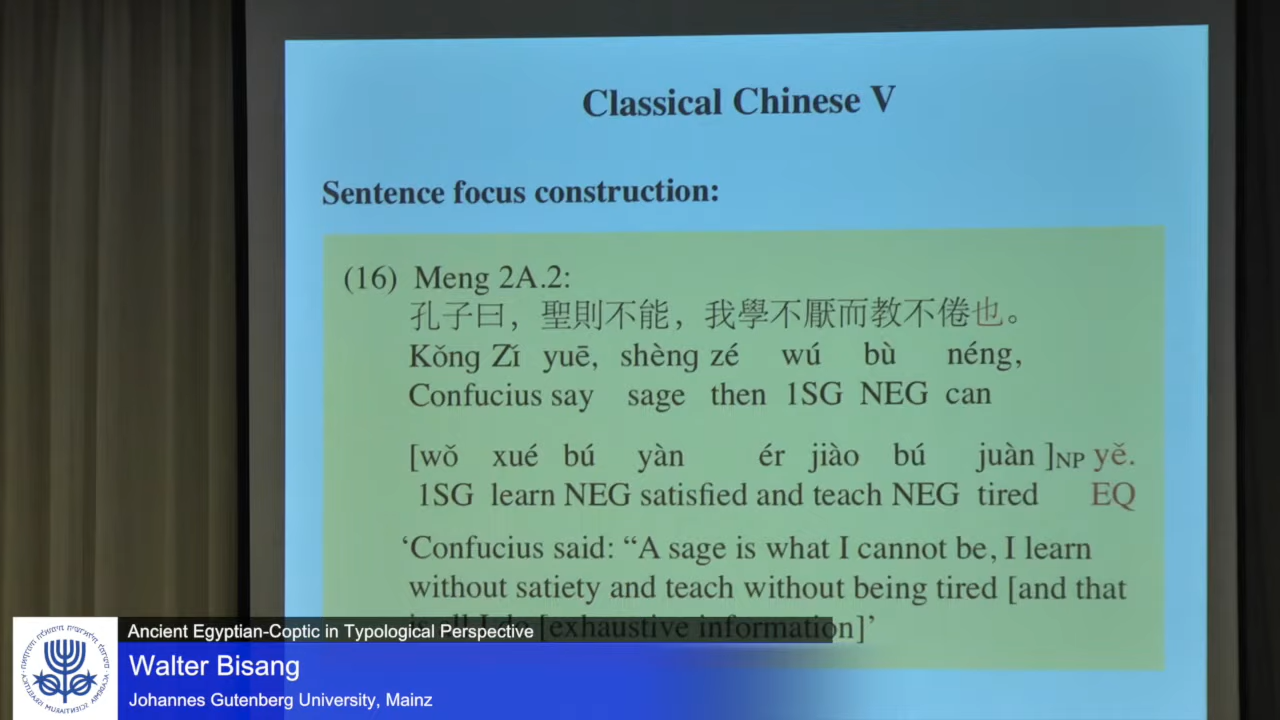 Classical Chinese V
Sentence focus construction:
(16) Meng 2A.2:
孔子曰，聖則不能，我學不厭而教不倦也。
Kǒng Zǐ yuē, shèng zé wú bù néng,
Confucius say sage then 1SG NEG can
[wǒ xué bú yàn ér jiào bú juàn ]NP yě.
1SG learn NEG satisfied and teach NEG tired EQ
‘Confucius said: “A sage is what I cannot be, I learn
without satiety and teach without being tired [and that
is all I do [exhaustive information]’
Ancient Egyptian-Coptic in Typological Perspective
Walter Bisang
Johannes Gutenberg University, Mainz